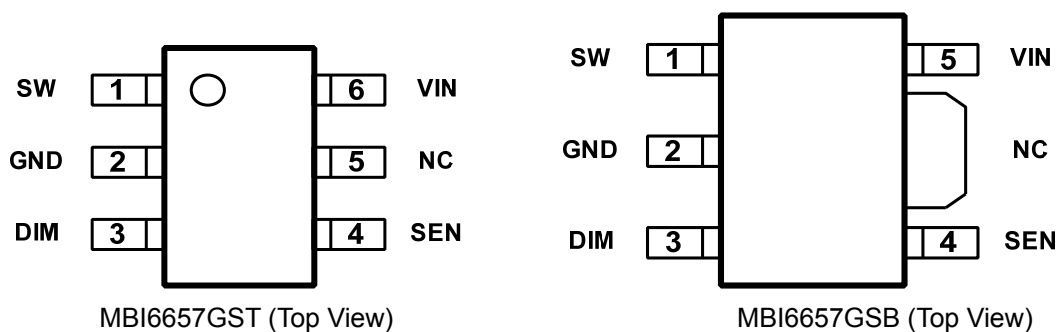 SW 1 6 VIN
GND 2 5 NC
DIM 3 4 SEN
MBI6657GST (Top View)
SW 1 5 VIN
GND 2 NC
DIM 3 4 SEN
MBI6657GSB (Top View)